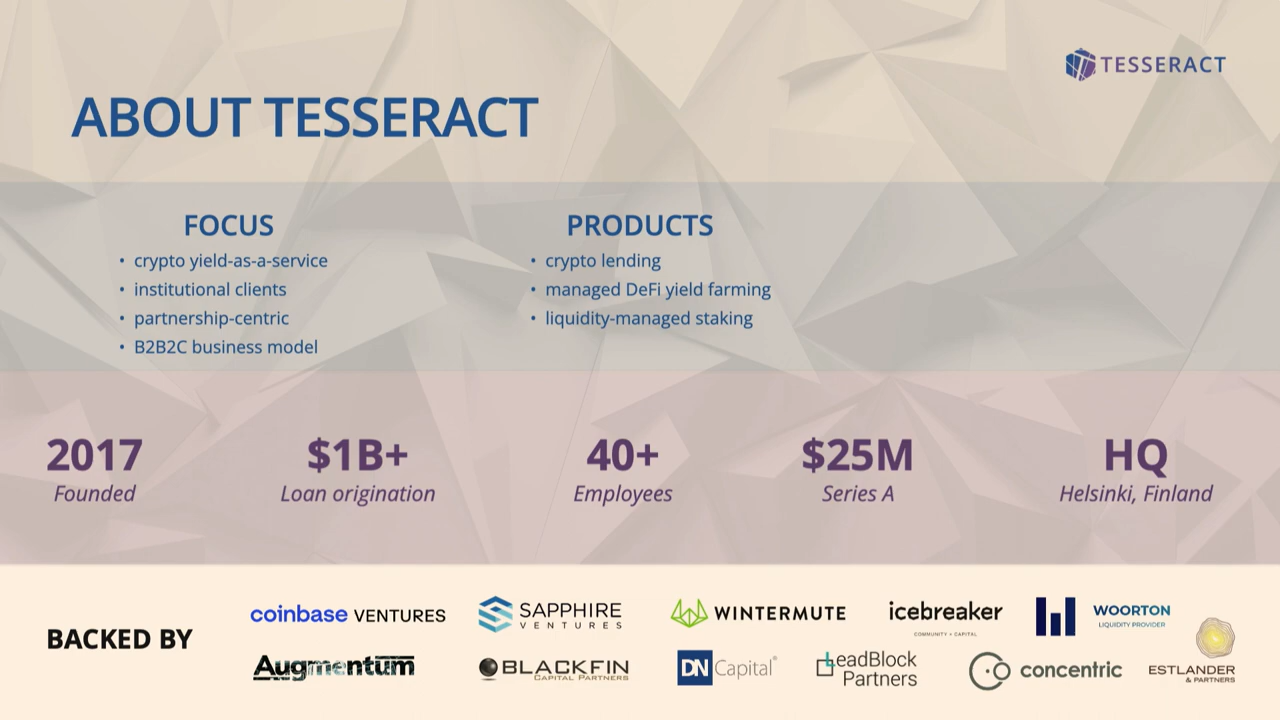 TESSERACT
ABOUT TESSERACT
FOCUS
• crypto yield-as-a-service
• institutional clients
• partnership-centric
• B2B2C business model
PRODUCTS
• crypto lending
• managed DeFi yield farming
• liquidity-managed staking
2017
Founded
$1B+
Loan origination
40+
Employees
$25M
Series A
HQ
Helsinki, Finland
BACKED BY
coinbase VENTURES
SAPPHIRE
VENTURES
WINTERMUTE
icebreaker
COMMUNITY + CAPITAL
WOORTON
LIQUIDITY PROVIDER
Augmentum
BLACKFIN
CAPITAL PARTNERS
DN Capital®
LeadBlock
Partners
concentric
ESTLANDER
& PARTNERS